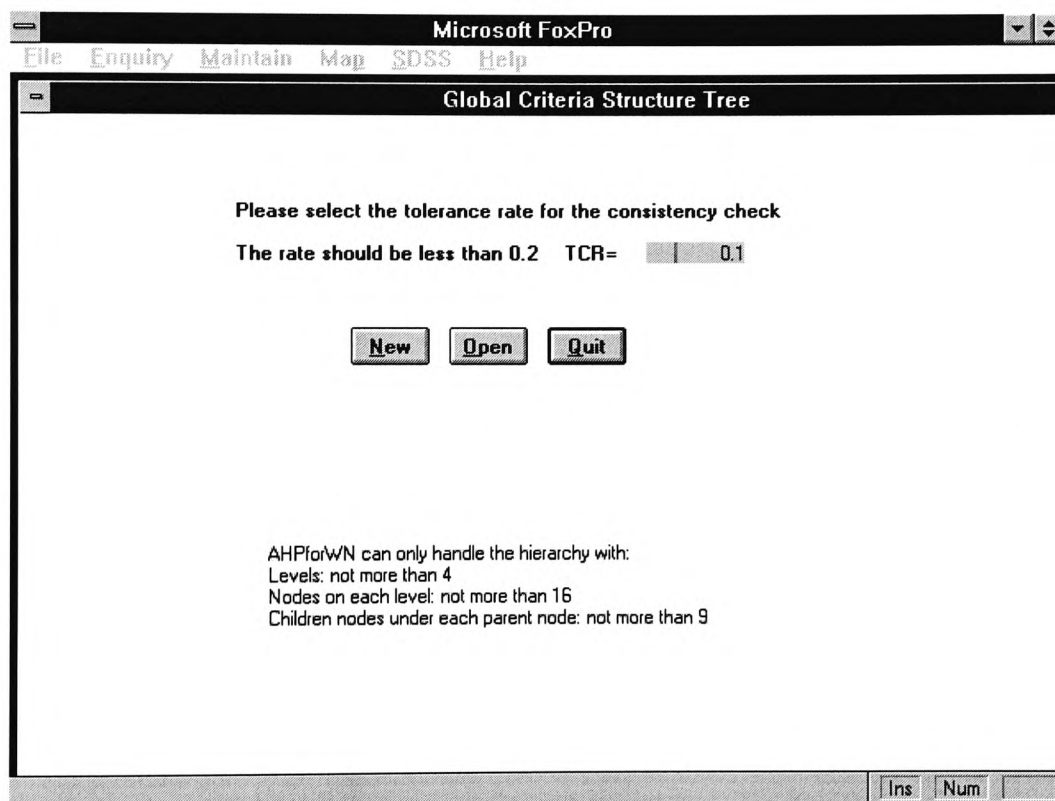 Microsoft FoxPro
File Enquiry Maintain Map SDSS Help
Global Criteria Structure Tree
Please select the tolerance rate for the consistency check
The rate should be less than 0.2 TCR= 0.1
New Open Quit
AHPforWN can only handle the hierarchy with:
Levels: not more than 4
Nodes on each level: not more than 16
Children nodes under each parent node: not more than 9
Ins Num